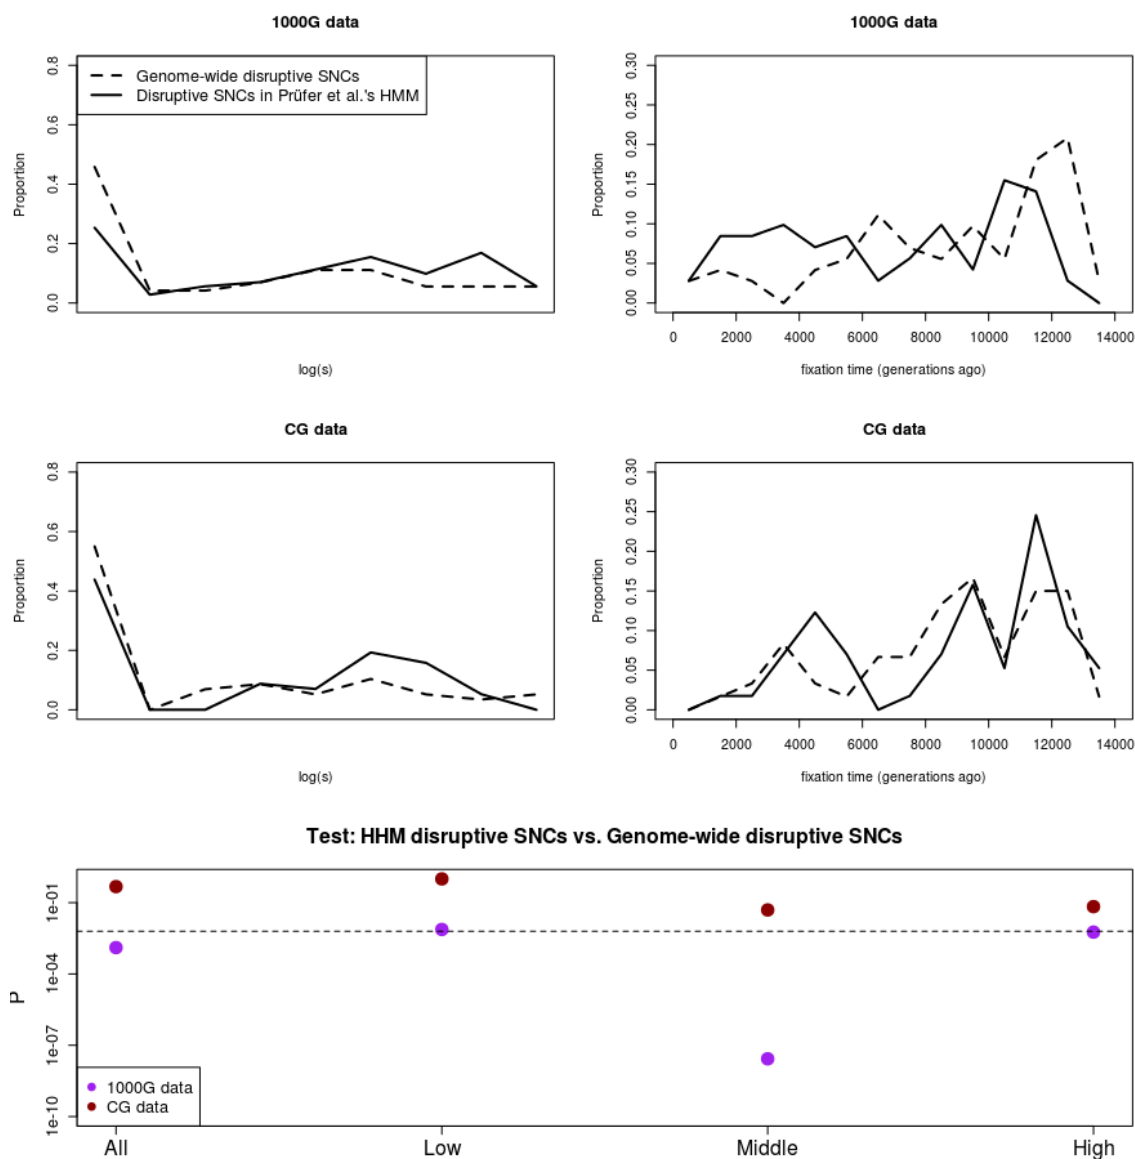 1000G data
Proportion
0.8
0.6
0.4
0.2
0.0
Genome-wide disruptive SNCs
Disruptive SNCs in Prüfer et al.'s HMM
log(s)
1000G data
Proportion
0.30
0.25
0.20
0.15
0.10
0.05
0.00
0 2000 4000 6000 8000 10000 12000 14000
fixation time (generations ago)
CG data
Proportion
0.8
0.6
0.4
0.2
0.0
log(s)
CG data
Proportion
0.30
0.25
0.20
0.15
0.10
0.05
0.00
0 2000 4000 6000 8000 10000 12000 14000
fixation time (generations ago)
Test: HHM disruptive SNCs vs. Genome-wide disruptive SNCs
P
1e-01
1e-04
1e-07
1e-10
1000G data
CG data
All Low Middle High